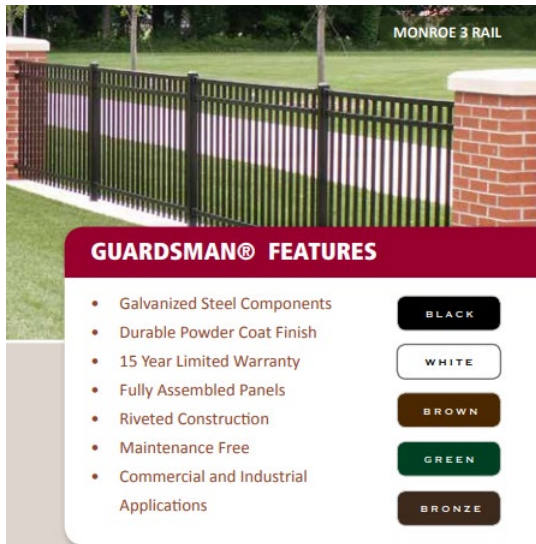 MONROE 3 RAIL
GUARDSMAN® FEATURES
• Galvanized Steel Components
• Durable Powder Coat Finish
• 15 Year Limited Warranty
• Fully Assembled Panels
• Riveted Construction
• Maintenance Free
• Commercial and Industrial
Applications
BLACK
WHITE
BROWN
GREEN
BRONZE